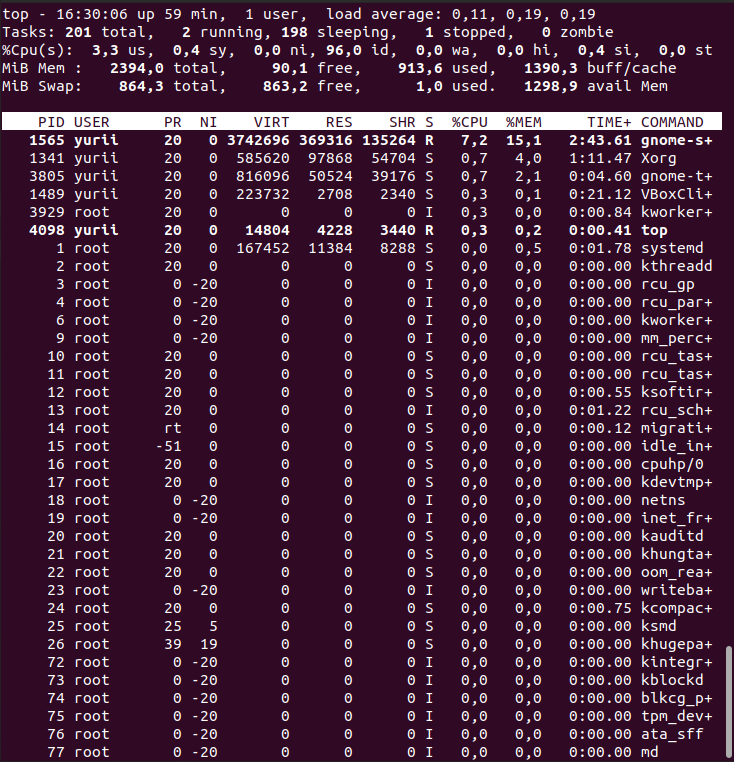 top - 16:30:06 up 59 min,  1 user,  load average: 0,11, 0,19, 0,19
Tasks: 201 total,   2 running, 198 sleeping,   1 stopped,   0 zombie
%Cpu(s):  3,3 us,  0,4 sy,  0,0 ni, 96,0 id,  0,0 wa,  0,0 hi,  0,4 si,  0,0 st
MiB Mem :   2394,0 total,     90,1 free,    913,6 used,   1390,3 buff/cache
MiB Swap:    864,3 total,    863,2 free,      1,0 used.   1298,9 avail Mem
PID USER      PR  NI    VIRT    RES    SHR S  %CPU  %MEM     TIME+ COMMAND
1565 yurii     20   0 3742696 369316 135264 R   7,2  15,1   2:43.61 gnome-s+
1341 yurii     20   0  585620  97868  54704 S   0,7   4,0   1:11.47 Xorg
3805 yurii     20   0  816096  50524  39176 S   0,7   2,1   0:04.60 gnome-t+
1489 yurii     20   0  223732   2708   2340 S   0,3   0,1   0:21.12 VBoxCli+
3929 root      20   0       0      0      0 I   0,3   0,0   0:00.84 kworker+
4098 yurii     20   0   14804   4228   3440 R   0,3   0,2   0:00.41 top
1 root      20   0  167452  11384   8288 S   0,0   0,5   0:01.78 systemd
2 root      20   0       0      0      0 S   0,0   0,0   0:00.00 kthreadd
3 root       0 -20       0      0      0 I   0,0   0,0   0:00.00 rcu_gp
4 root       0 -20       0      0      0 I   0,0   0,0   0:00.00 rcu_par+
6 root       0 -20       0      0      0 I   0,0   0,0   0:00.00 kworker+
9 root       0 -20       0      0      0 I   0,0   0,0   0:00.00 mm_perc+
10 root      20   0       0      0      0 S   0,0   0,0   0:00.00 rcu_tas+
11 root      20   0       0      0      0 S   0,0   0,0   0:00.00 rcu_tas+
12 root      20   0       0      0      0 S   0,0   0,0   0:00.55 ksoftir+
13 root      20   0       0      0      0 I   0,0   0,0   0:01.22 rcu_sch+
14 root      rt   0       0      0      0 S   0,0   0,0   0:00.12 migrati+
15 root     -51   0       0      0      0 S   0,0   0,0   0:00.00 idle_in+
16 root      20   0       0      0      0 S   0,0   0,0   0:00.00 cpuhp/0
17 root      20   0       0      0      0 S   0,0   0,0   0:00.00 kdevtmp+
18 root       0 -20       0      0      0 I   0,0   0,0   0:00.00 netns
19 root       0 -20       0      0      0 I   0,0   0,0   0:00.00 inet_fr+
20 root      20   0       0      0      0 S   0,0   0,0   0:00.00 kauditd
21 root      20   0       0      0      0 S   0,0   0,0   0:00.00 khungta+
22 root      20   0       0      0      0 S   0,0   0,0   0:00.00 oom_rea+
23 root       0 -20       0      0      0 I   0,0   0,0   0:00.00 writeba+
24 root      20   0       0      0      0 S   0,0   0,0   0:00.75 kcompac+
25 root      25   5       0      0      0 S   0,0   0,0   0:00.00 ksmd
26 root      39  19       0      0      0 S   0,0   0,0   0:00.00 khugepa+
72 root       0 -20       0      0      0 I   0,0   0,0   0:00.00 kintegr+
73 root       0 -20       0      0      0 I   0,0   0,0   0:00.00 kblockd
74 root       0 -20       0      0      0 I   0,0   0,0   0:00.00 blkcg_p+
75 root       0 -20       0      0      0 I   0,0   0,0   0:00.00 tpm_dev+
76 root       0 -20       0      0      0 I   0,0   0,0   0:00.00 ata_sff
77 root       0 -20       0      0      0 I   0,0   0,0   0:00.00 md